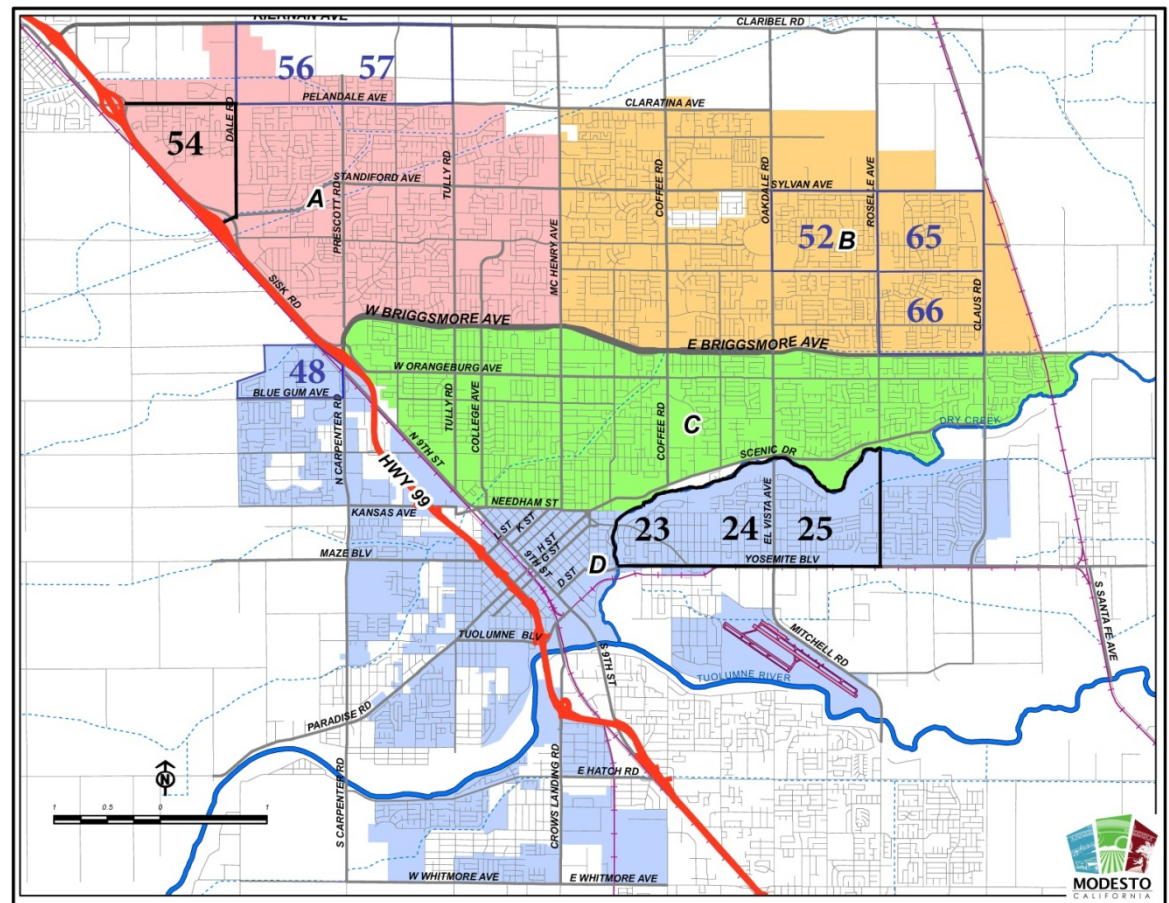 KIERNAN AVE
CLARIBEL RD
56
57
PELANDALE AVE
CLARATINA AVE
DALE RD
54
STANDIFORD AVE
A
PRESCOTT RD
TULLY RD
MC HENRY AVE
COFFEE RD
OAKDALE RD
SYLVAN AVE
ROSELLE AVE
52
B
65
66
CLAUS RD
SISK RD
W BRIGGSMORE AVE
E BRIGGSMORE AVE
48
BLUE GUM AVE
W ORANGEBURG AVE
N CARPENTER RD
TULLY RD
COLLEGE AVE
COFFEE RD
C
DRY CREEK
SCENIC DR
N 9TH ST
HWY 99
NEEDHAM ST
KANSAS AVE
L ST
K ST
H ST
G ST
9TH ST
D ST
D
23
24
25
EL VISTA AVE
YOSEMITE BLV
MAZE BLV
TUOLUMNE BLV
S 9TH ST
MITCHELL RD
S SANTA FE AVE
TUOLUMNE RIVER
PARADISE RD
N
1
0.5
0
1
S CARPENTER RD
CROWS LANDING RD
E HATCH RD
W WHITMORE AVE
E WHITMORE AVE
MODESTO
CALIFORNIA